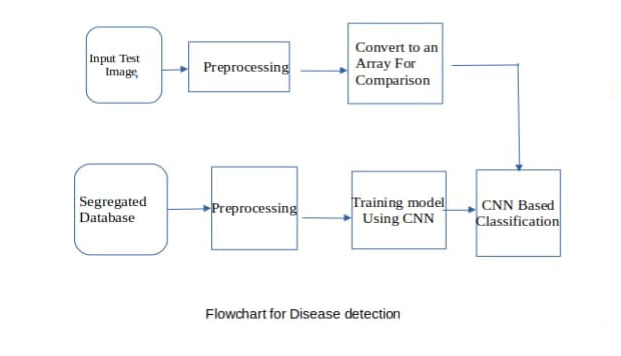 Input Test
Image,
Preprocessing
Convert to an
Array For
Comparison
Segregated
Database
Preprocessing
Training model
Using CNN
CNN Based
Classification
Flowchart for Disease detection